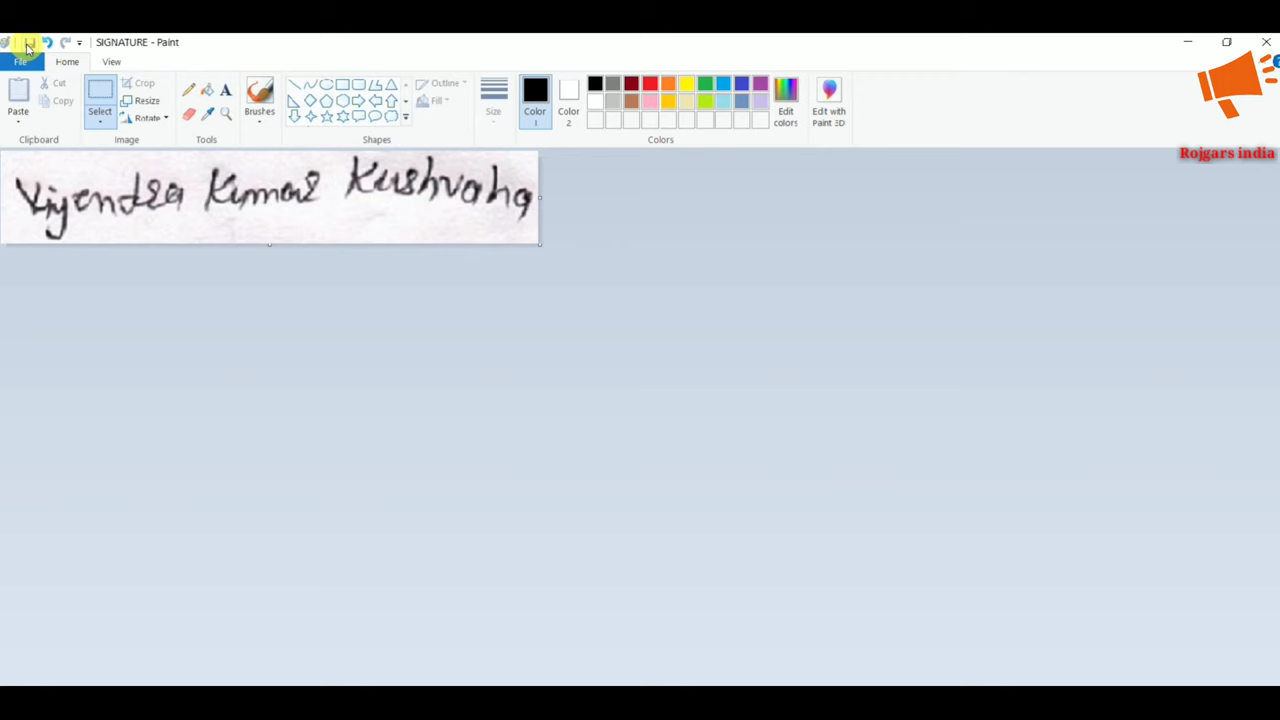 SIGNATURE - Paint
File Home View
Paste
Cut
Copy
Clipboard
Select
Crop
Resize
Rotate
Image
Tools
Brushes
Outline
Fill
Shapes
Size
Color 1
Color 2
Edit colors
Colors
Edit with Paint 3D
Rojgars india
Vijendra Kumar Kushvaha